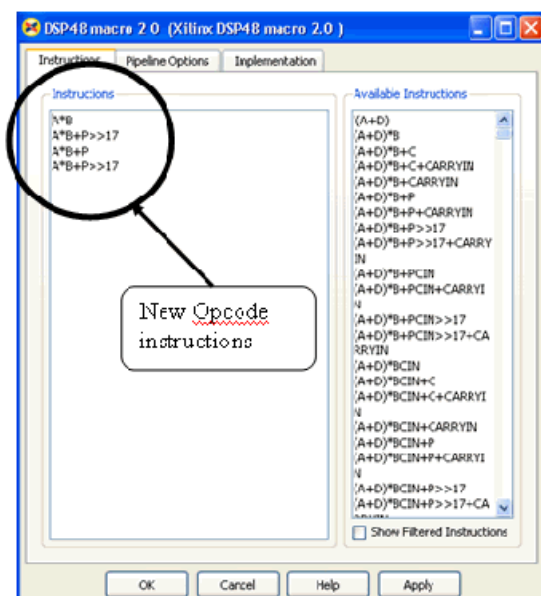 DSP48 macro 2.0 (Xilinx DSP48 macro 2.0 )
Instructions
Pipeline Options
Implementation
Instructions
A*B
A*B+P>>17
A*B+P
A*B+P>>17
New Opcode
instructions
Available Instructions
(A+D)
(A+D)*B
(A+D)*B+C
(A+D)*B+C+CARRYIN
(A+D)*B+CARRYIN
(A+D)*B+P
(A+D)*B+P+CARRYIN
(A+D)*B+P>>17
(A+D)*B+P>>17+CARRY
IN
(A+D)*B+PCIN
(A+D)*B+PCIN+CARRYI
N
(A+D)*B+PCIN>>17
(A+D)*B+PCIN>>17+CA
RRYIN
(A+D)*BCIN
(A+D)*BCIN+C
(A+D)*BCIN+C+CARRYI
N
(A+D)*BCIN+CARRYIN
(A+D)*BCIN+P
(A+D)*BCIN+P+CARRYI
N
(A+D)*BCIN+P>>17
(A+D)*BCIN+P>>17+CA
RRYIN
Show Filtered Instructions
OK
Cancel
Help
Apply